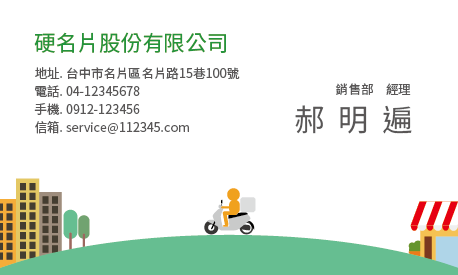 硬名片股份有限公司
地址. 台中市名片區名片路15巷100號
電話. 04-12345678
手機. 0912-123456
信箱. service@112345.com
銷售部　經理
郝 明 遍